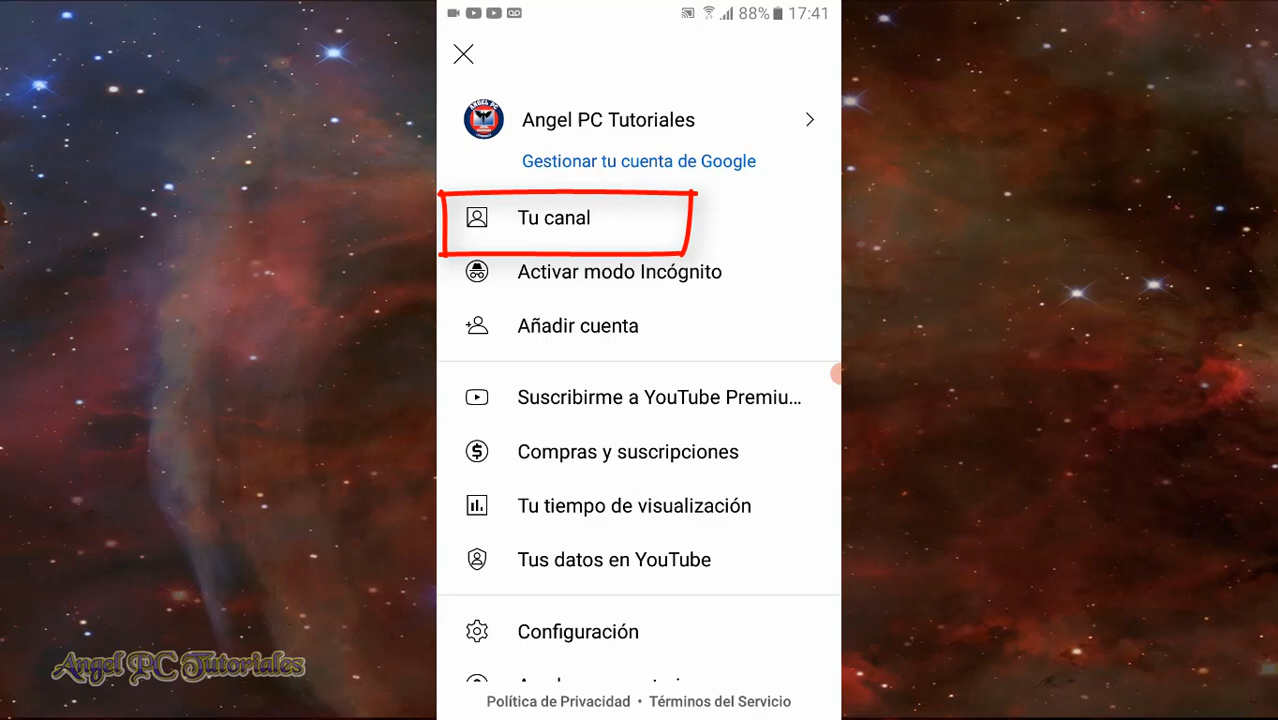 88% 17:41
ANGEL PC
Angel PC Tutoriales
Gestionar tu cuenta de Google
Tu canal
Activar modo Incógnito
Añadir cuenta
Suscribirme a YouTube Premiu...
Compras y suscripciones
Tu tiempo de visualización
Tus datos en YouTube
Configuración
Política de Privacidad • Términos del Servicio
Angel PC Tutoriales